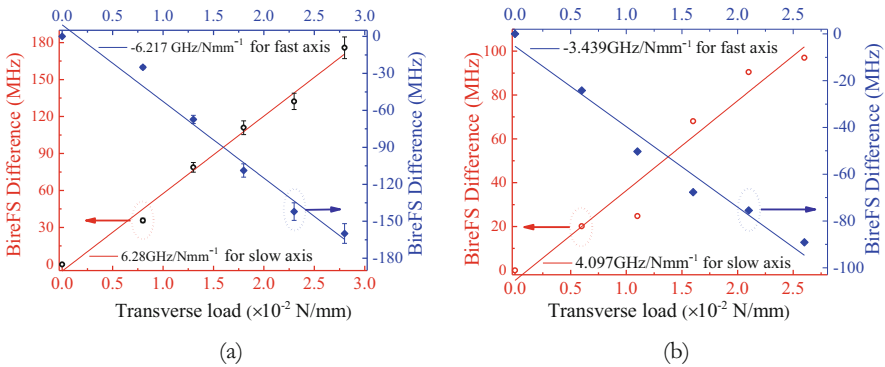 0.0 0.5 1.0 1.5 2.0 2.5 3.0
-6.217 GHz/Nmm⁻¹ for fast axis
180
150
120
90
60
30
0
BireFS Difference (MHz)
0
-30
-60
-90
-120
-150
-180
BireFS Difference (MHz)
6.28GHz/Nmm⁻¹ for slow axis
0.0 0.5 1.0 1.5 2.0 2.5 3.0
Transverse load (×10⁻² N/mm)
(a)
0.0 0.5 1.0 1.5 2.0 2.5
-3.439GHz/Nmm⁻¹ for fast axis
100
80
60
40
20
0
BireFS Difference (MHz)
0
-20
-40
-60
-80
-100
BireFS Difference (MHz)
4.097GHz/Nmm⁻¹ for slow axis
0.0 0.5 1.0 1.5 2.0 2.5
Transverse load (×10⁻² N/mm)
(b)